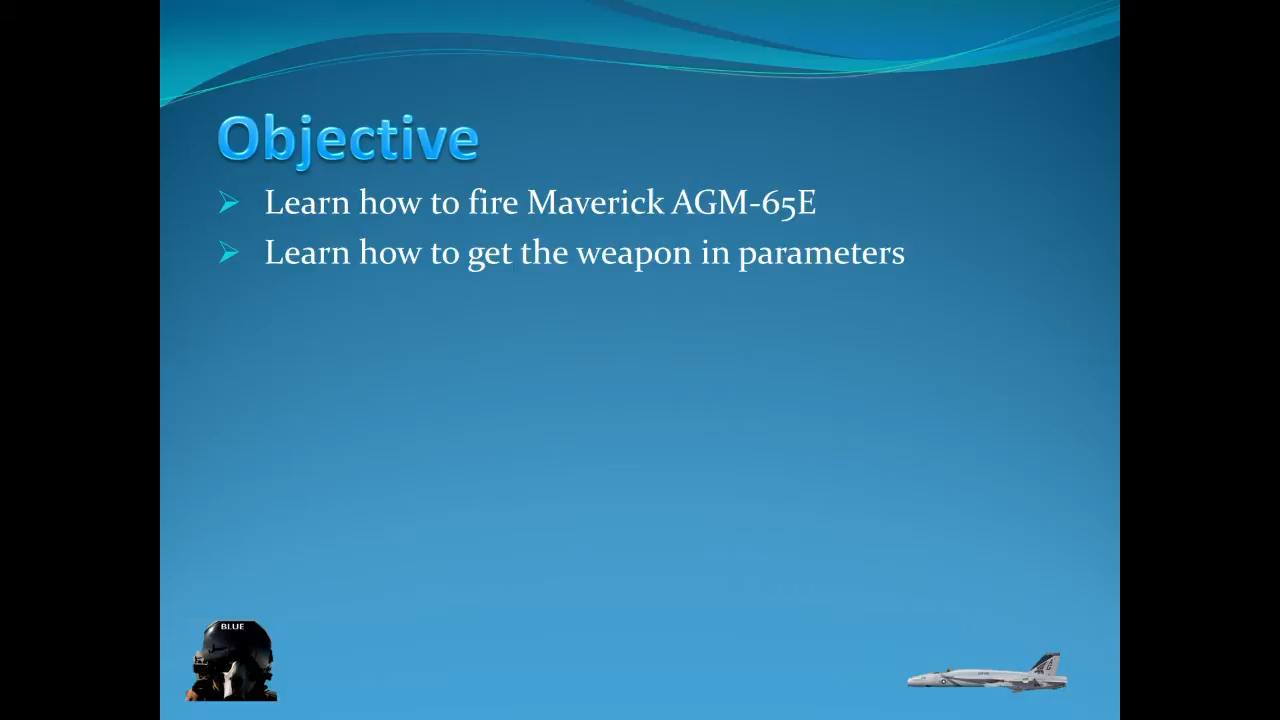 Objective
Learn how to fire Maverick AGM-65E
Learn how to get the weapon in parameters
BLUE